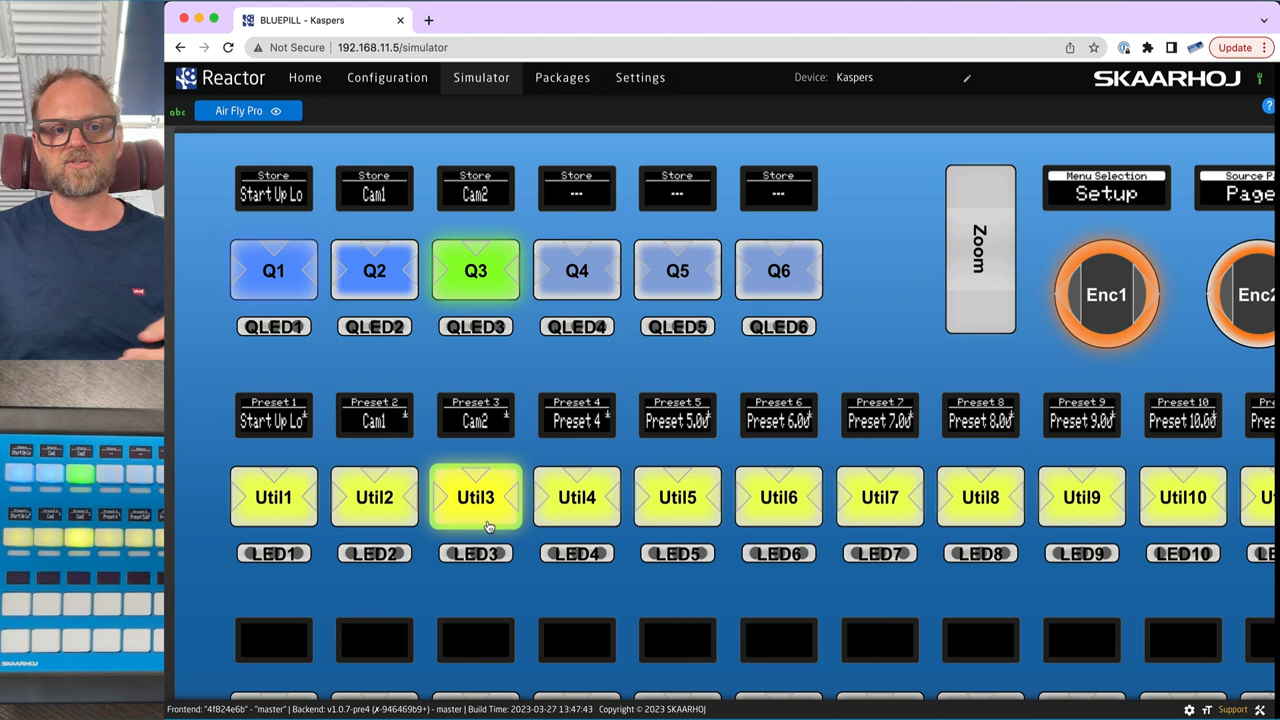 BLUEPILL - Kaspers
Not Secure 192.168.11.5/simulator Update
Reactor Home Configuration Simulator Packages Settings Device: Kaspers SKAARHOJ
abc Air Fly Pro ?
Store Store Store Store Store Store Menu Selection Source P
Start Up Lo Cam1 Cam2 --- --- --- Setup Page
Zoom
Q1 Q2 Q3 Q4 Q5 Q6 Enc1 Enc2
QLED1 QLED2 QLED3 QLED4 QLED5 QLED6
Preset 1 Preset 2 Preset 3 Preset 4 Preset 5 Preset 6 Preset 7 Preset 8 Preset 9 Preset 10
Start Up Lo Cam1 Cam2 Preset 4 Preset 5.00 Preset 6.00 Preset 7.00 Preset 8.00 Preset 9.00 Preset 10.00
Util1 Util2 Util3 Util4 Util5 Util6 Util7 Util8 Util9 Util10 U
LED1 LED2 LED3 LED4 LED5 LED6 LED7 LED8 LED9 LED10 LE
SKAARHOJ
Frontend: "4f824e6b" - "master" | Backend: v1.0.7-pre4 (✗-946469b9+) - master | Build Time: 2023-03-27 13:47:43 Copyright © 2023 SKAARHOJ Support